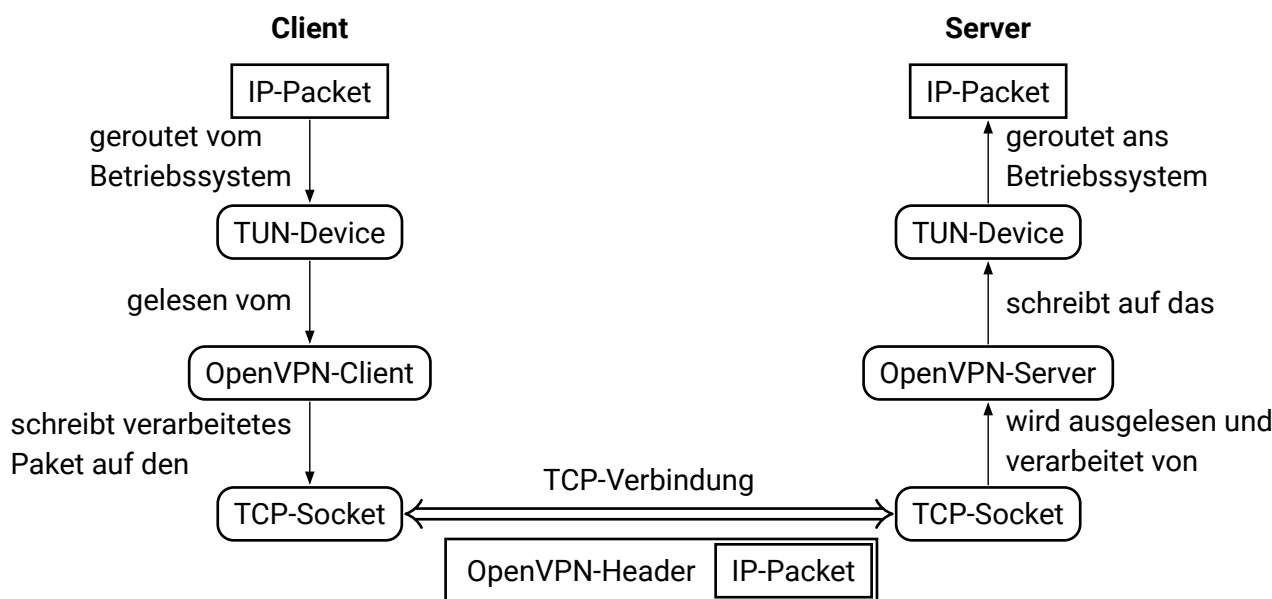 Client
IP-Packet
geroutet vom
Betriebssystem
TUN-Device
gelesen vom
OpenVPN-Client
schreibt verarbeitetes
Paket auf den
TCP-Socket
TCP-Verbindung
OpenVPN-Header
IP-Packet
Server
IP-Packet
geroutet ans
Betriebssystem
TUN-Device
schreibt auf das
OpenVPN-Server
wird ausgelesen und
verarbeitet von
TCP-Socket